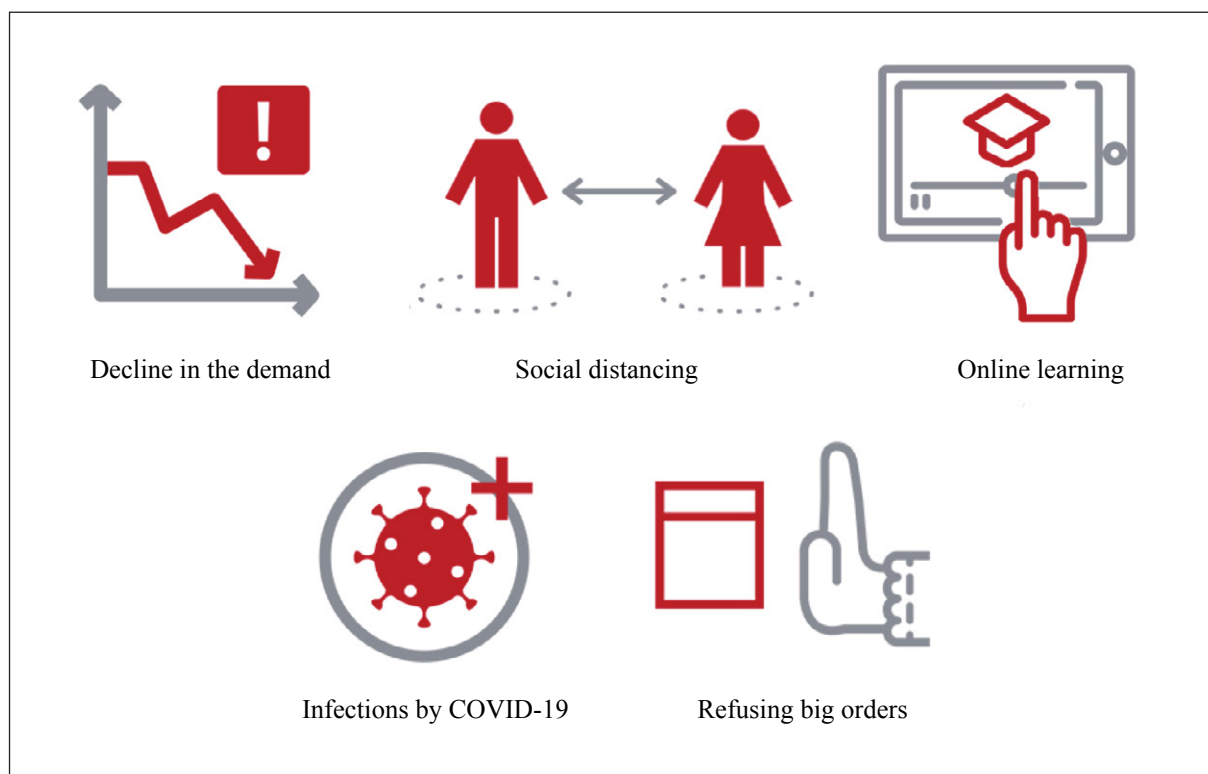 !
Decline in the demand
Social distancing
Online learning
Infections by COVID-19
Refusing big orders